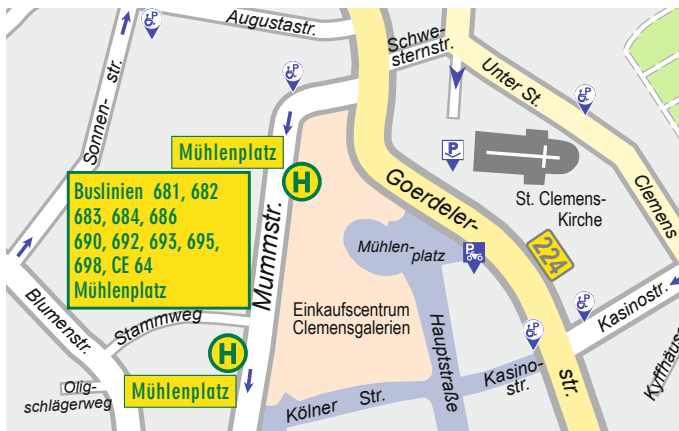 Augustastr.
Schwe-
sternstr.
Unter St.
Clemens
Sonnen-
str.
Mühlenplatz
H
P
St. Clemens-
Kirche
Goerdeler-
str.
224
Buslinien 681, 682
683, 684, 686
690, 692, 693, 695,
698, CE 64
Mühlenplatz
Mummstr.
Mühlen-
platz
P
Einkaufscentrum
Clemensgalerien
Hauptstraße
Kasinostr.
Kasino-
str.
Kyffhäuse
Blumenstr.
Stammweg
H
Mühlenplatz
Olig-
schlägerweg
Kölner Str.
P
P
P
P
P